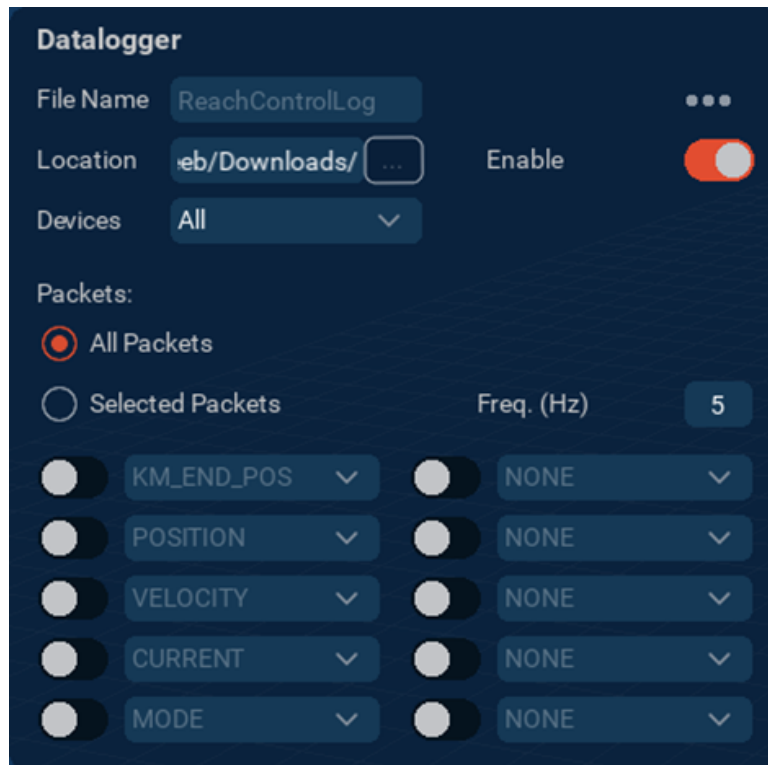 Datalogger
File Name ReachControlLog •••
Location eb/Downloads/ ... Enable
Devices All
Packets:
All Packets
Selected Packets Freq. (Hz) 5
KM_END_POS NONE
POSITION NONE
VELOCITY NONE
CURRENT NONE
MODE NONE